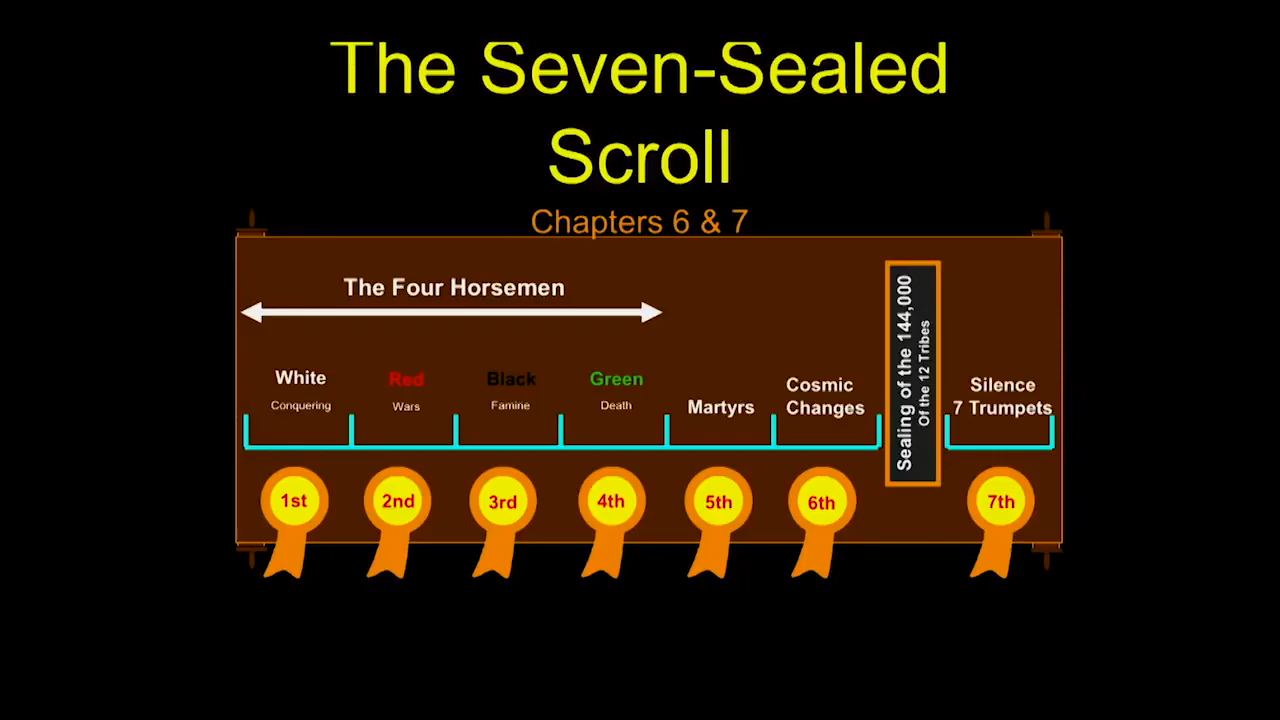 The Seven-Sealed
Scroll
Chapters 6 & 7
The Four Horsemen
White
Conquering
Red
Wars
Black
Famine
Green
Death
Martyrs
Cosmic
Changes
Sealing of the 144,000
Of the 12 Tribes
Silence
7 Trumpets
1st
2nd
3rd
4th
5th
6th
7th